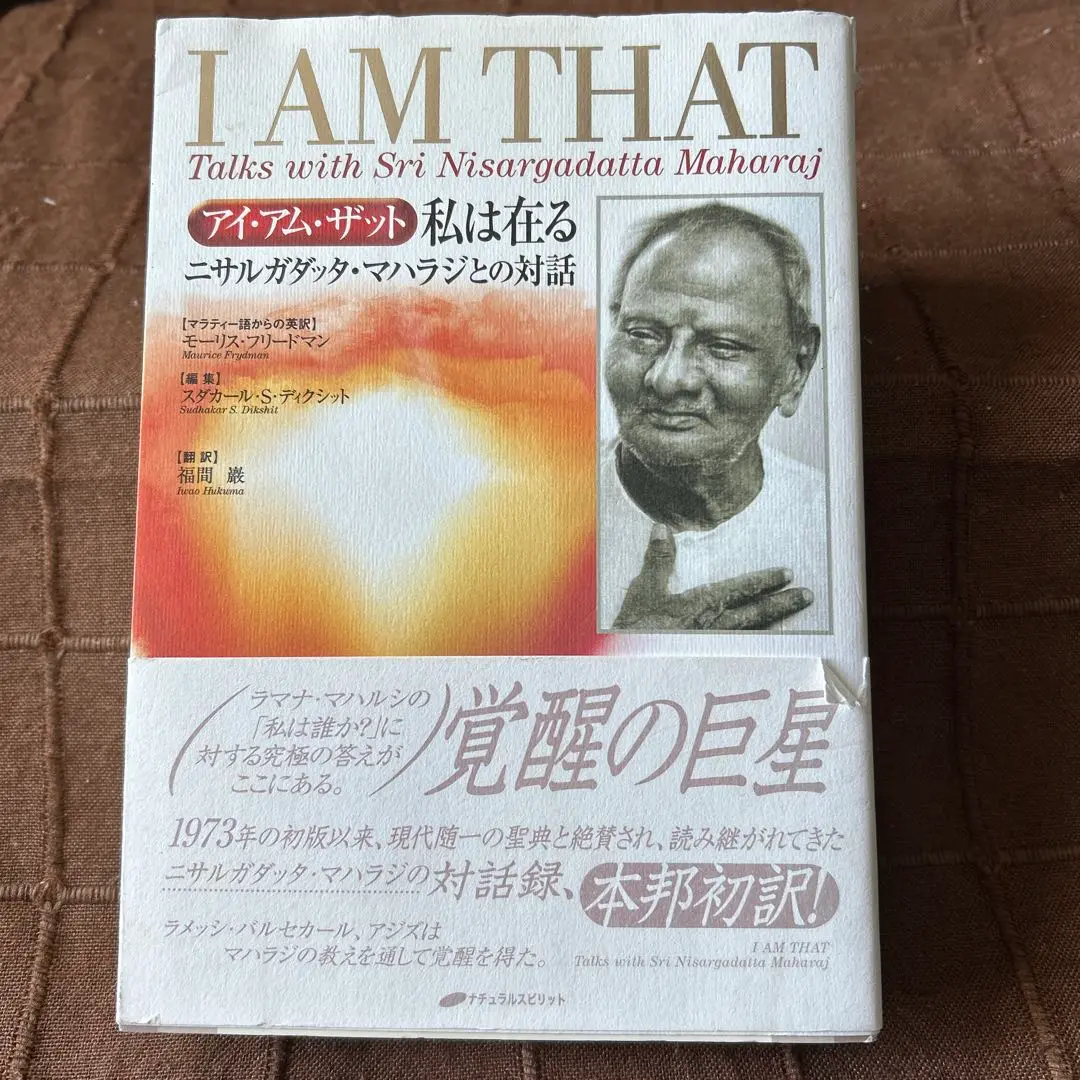 I AM THAT
Talks with Sri Nisargadatta Maharaj
アイ・アム・ザット 私は在る
ニサルガダッタ・マハラジとの対話
【マラティー語からの英訳】
モーリス・フリードマン
Maurice Frydman
【編集】
スダカール・S・ディクシット
Sudhakar S. Dikshit
【翻訳】
福間 巖
Iwao Hukuma
ラマナ・マハルシの
「私は誰か?」に
対する究極の答えが
ここにある。
覚醒の巨星
1973年の初版以来、現代随一の聖典と絶賛され、読み継がれてきた
ニサルガダッタ・マハラジの対話録、本邦初訳!
ラメッシ・バルセカール、アジズは
マハラジの教えを通して覚醒を得た。
I AM THAT
Talks with Sri Nisargadatta Maharaj
ナチュラルスピリット